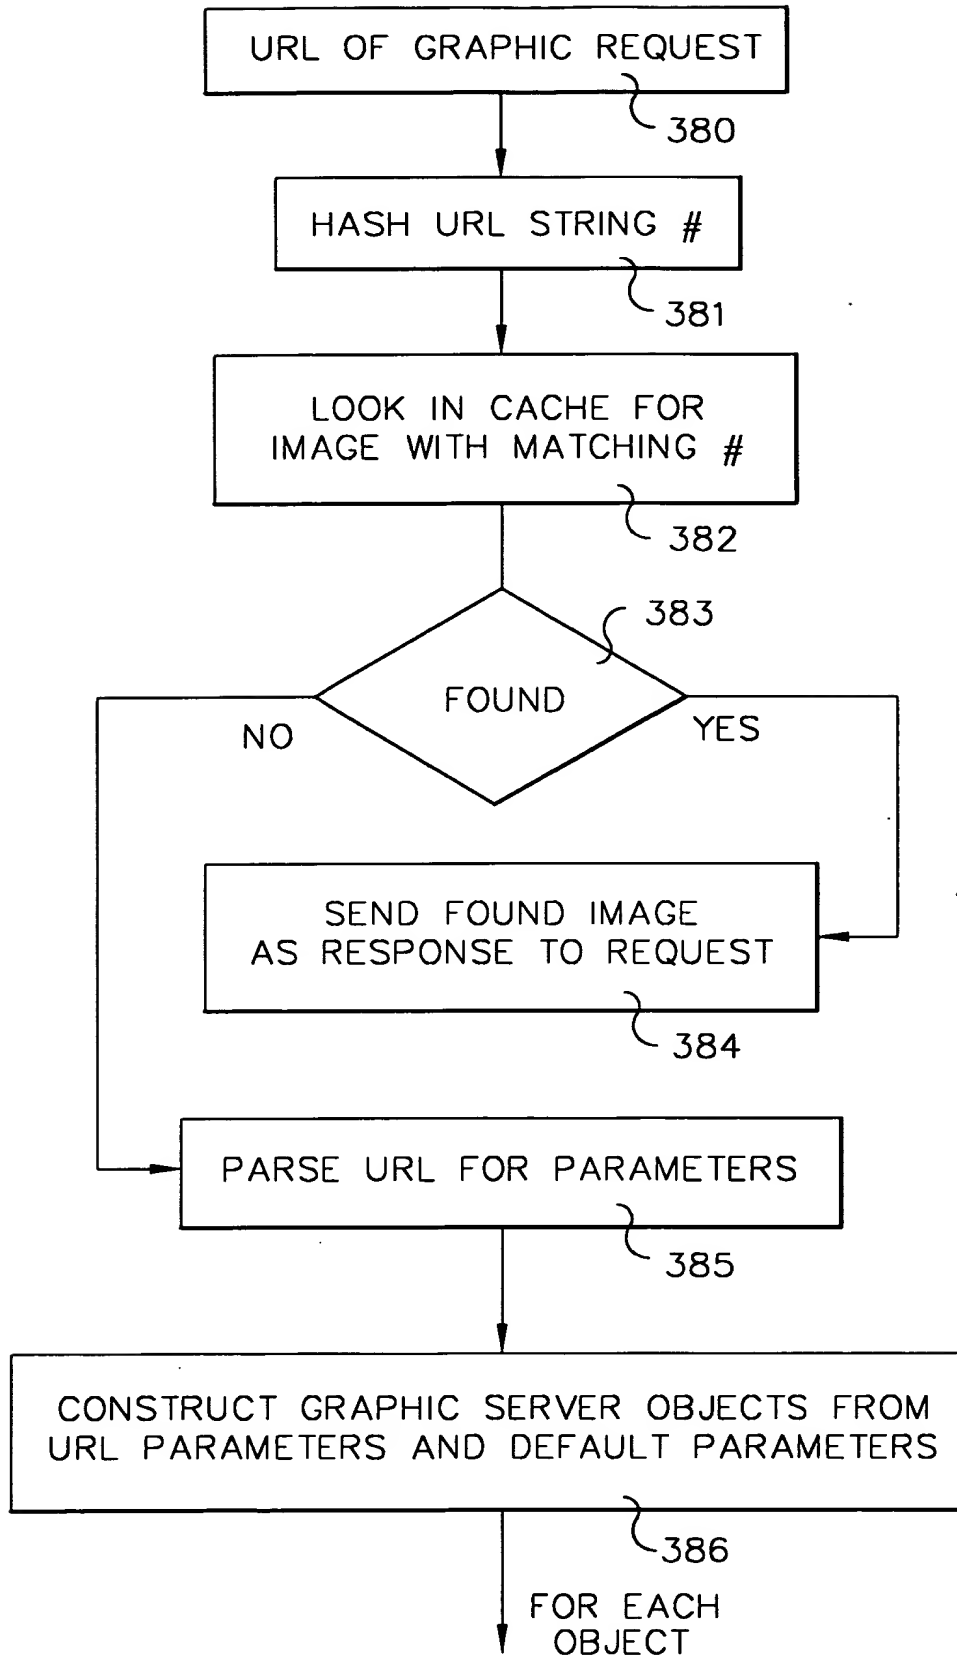 URL OF GRAPHIC REQUEST
380
HASH URL STRING #
381
LOOK IN CACHE FOR
IMAGE WITH MATCHING #
382
383
FOUND
NO
YES
SEND FOUND IMAGE
AS RESPONSE TO REQUEST
384
PARSE URL FOR PARAMETERS
385
CONSTRUCT GRAPHIC SERVER OBJECTS FROM
URL PARAMETERS AND DEFAULT PARAMETERS
386
FOR EACH
OBJECT